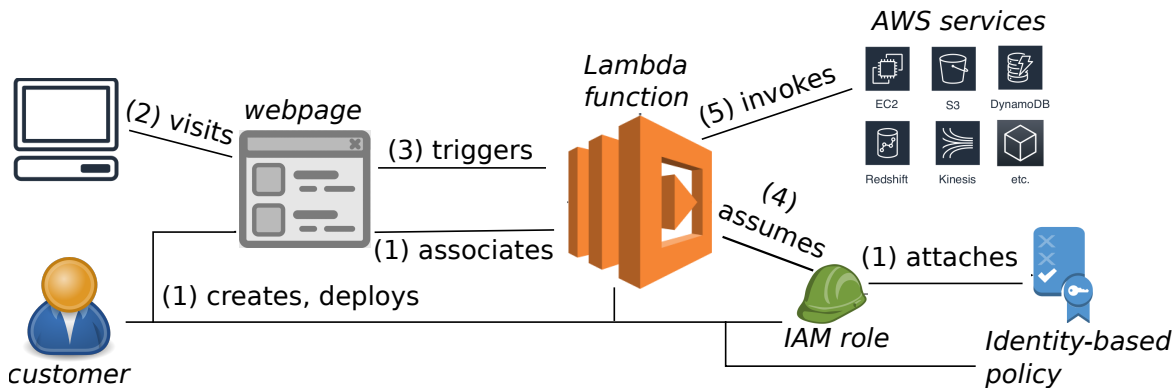 AWS services
Lambda
function
(5) invokes
EC2
S3
DynamoDB
Redshift
Kinesis
etc.
(2) visits
webpage
(3) triggers
(4)
assumes
(1) associates
(1) attaches
(1) creates, deploys
IAM role
Identity-based
policy
customer